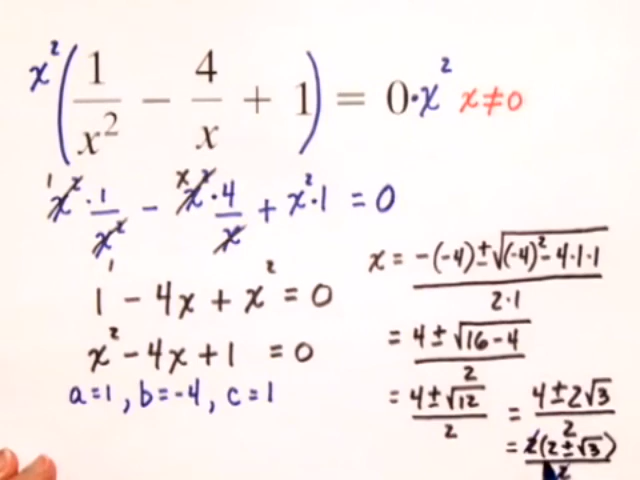 x²(1/x² − 4/x + 1) = 0·x² x≠0
x²·1/x² − x²·4/x + x²·1 = 0
1 − 4x + x² = 0
x² − 4x + 1 = 0
a=1, b=-4, c=1
x = −(−4)±√((−4)² − 4·1·1) / 2·1
= 4 ± √(16−4) / 2
= 4 ± √12 / 2 = 4 ± 2√3 / 2
= 2(2 ± √3) / 2